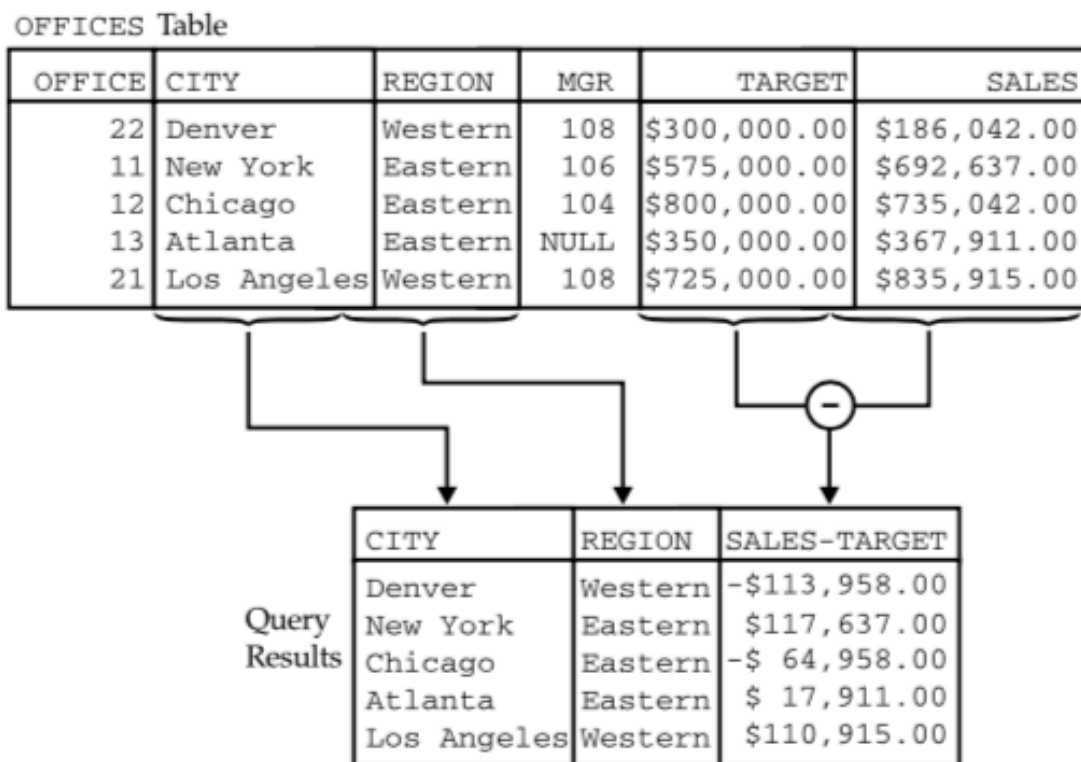 OFFICES Table
OFFICE CITY REGION MGR TARGET SALES
22 Denver Western 108 $300,000.00 $186,042.00
11 New York Eastern 106 $575,000.00 $692,637.00
12 Chicago Eastern 104 $800,000.00 $735,042.00
13 Atlanta Eastern NULL $350,000.00 $367,911.00
21 Los Angeles Western 108 $725,000.00 $835,915.00
-
CITY REGION SALES-TARGET
Denver Western -$113,958.00
New York Eastern $117,637.00
Chicago Eastern -$ 64,958.00
Atlanta Eastern $ 17,911.00
Los Angeles Western $110,915.00
Query
Results